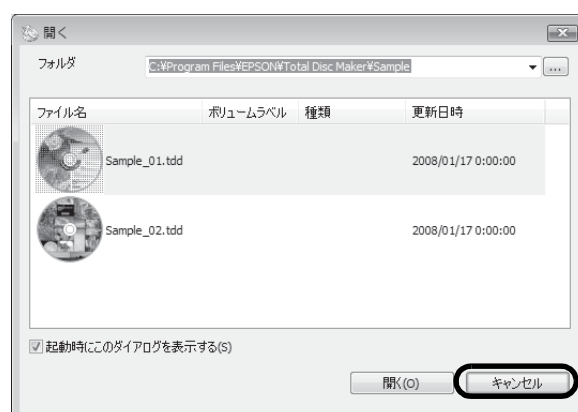 開く
フォルダ C:¥Program Files¥EPSON¥Total Disc Maker¥Sample ...
ファイル名 ボリュームラベル 種類 更新日時
Sample_01.tdd 2008/01/17 0:00:00
Sample_02.tdd 2008/01/17 0:00:00
起動時にこのダイアログを表示する(S)
開く(O) キャンセル